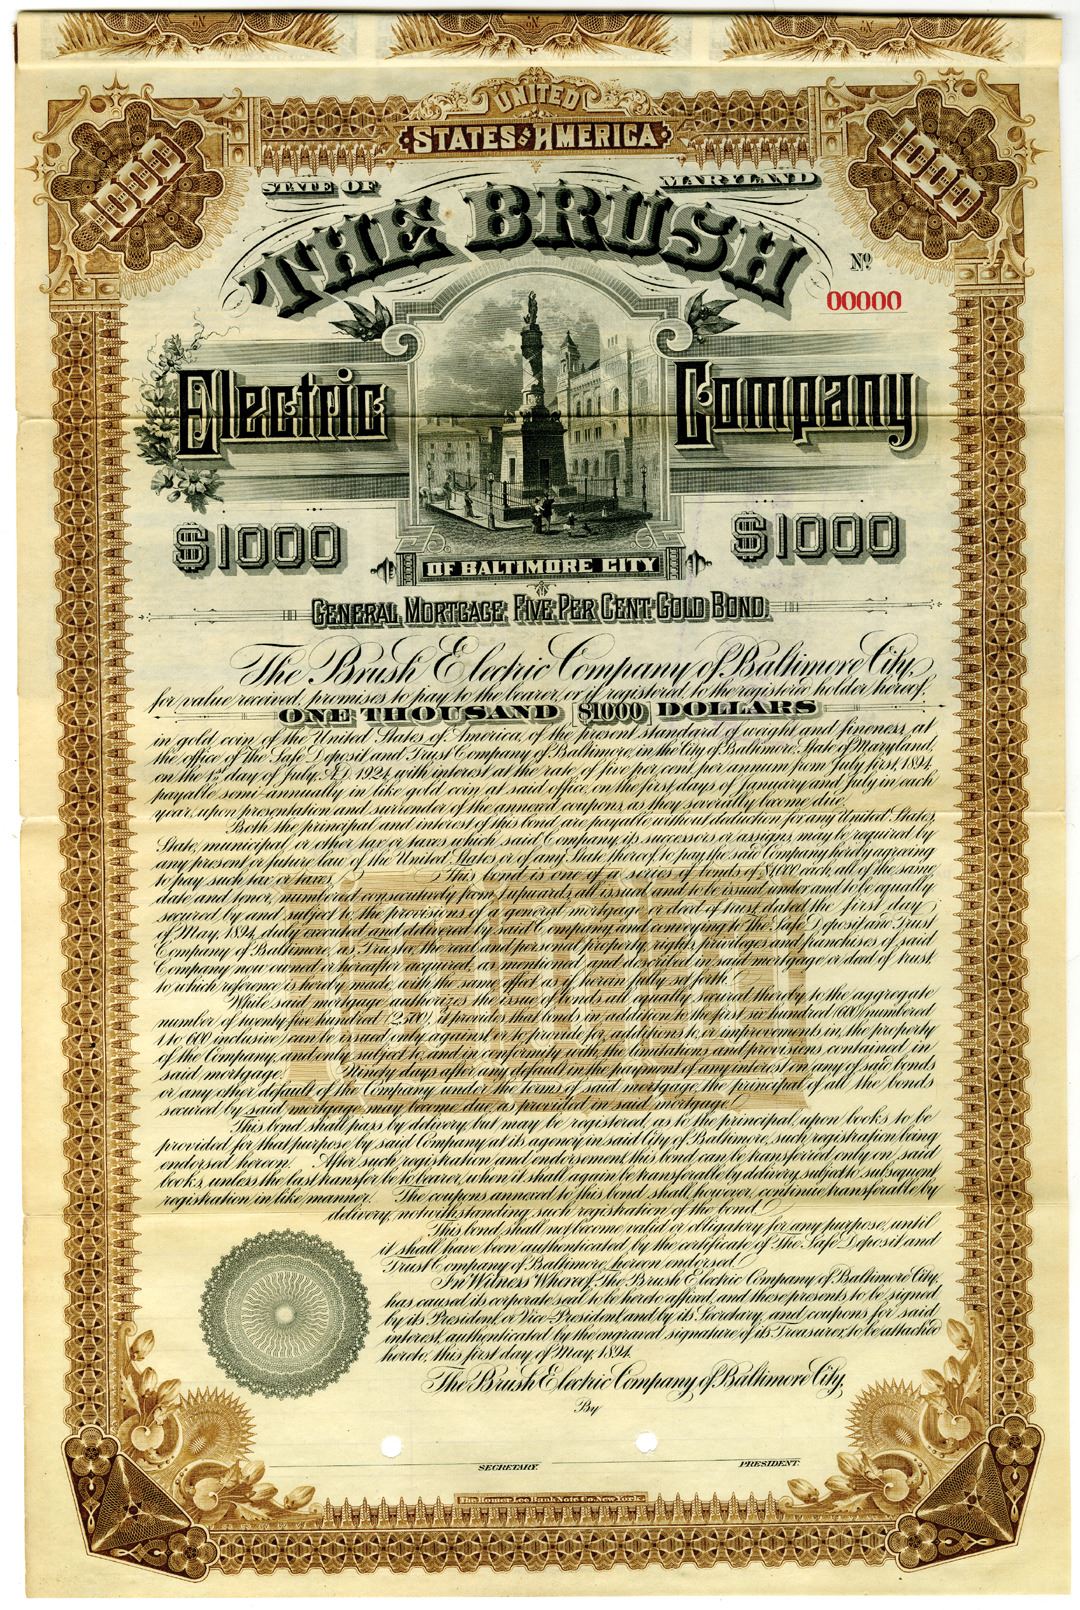 UNITED
STATES OF AMERICA
1000
1000
STATE OF MARYLAND
THE BRUSH
Nº
00000
Electric Company
$1000
$1000
OF BALTIMORE CITY
GENERAL MORTGAGE FIVE PER CENT GOLD BOND.
The Brush Electric Company of Baltimore City,
for value received, promises to pay to the bearer, or if registered, to the registered holder hereof,
ONE THOUSAND $1000 DOLLARS
in gold coin of the United States of America, of the present standard of weight and fineness, at
the office of the Safe Deposit and Trust Company of Baltimore, in the City of Baltimore, State of Maryland,
on the 1st day of July, A.D. 1924, with interest at the rate of five per cent. per annum from July first, 1894,
payable semi-annually in like gold coin at said office, on the first days of January and July in each
year, upon presentation and surrender of the annexed coupons, as they severally become due.
Both the principal and interest of this bond, are payable without deduction for any United States,
State, municipal or other tax or taxes which said Company, its successors or assigns, may be required by
any present or future law of the United States or of any State thereof, to pay the said Company hereby agreeing
to pay such tax or taxes. This bond is one of a series of bonds of $1,000 each, all of the same
date and tenor, numbered consecutively from 1 upwards, all issued and to be issued under and to be equally
secured by and subject to the provisions of a general mortgage or deed of trust, dated the first day
of May, 1894, duly executed and delivered by said Company and conveying to the Safe Deposit and Trust
Company of Baltimore, as Trustee, the real and personal property, rights, privileges and franchises of said
Company now owned or hereafter acquired, as mentioned and described in said mortgage or deed of trust,
to which reference is hereby made, with the same effect as if herein fully set forth.
While said mortgage authorizes the issue of bonds, all equally secured thereby, to the aggregate
number of twenty five hundred (2,500), it provides that bonds in addition to the first six hundred (600) numbered
1 to 600 inclusive, can be issued only against, or to provide for, additions to, or improvements in the property
of the Company, and only subject to, and in conformity with, the limitations and provisions contained in
said mortgage. Ninety days after any default in the payment of any interest on any of said bonds
or any other default of the Company under the terms of said mortgage, the principal of all the bonds
secured by said mortgage may become due, as provided in said mortgage.
This bond shall pass by delivery, but may be registered, as to the principal, upon books to be
provided for that purpose by said Company at its agency in said City of Baltimore, such registration being
endorsed hereon. After such registration and endorsement, this bond can be transferred only on said
books, unless the last transfer be to bearer, when it shall again be transferable by delivery, subject to subsequent
registration in like manner. The coupons annexed to this bond shall, however, continue transferable by
delivery, notwithstanding such registration of the bond.
This bond shall not become valid or obligatory for any purpose, until
it shall have been authenticated by the certificate of The Safe Deposit and
Trust Company of Baltimore, hereon endorsed.
In Witness Whereof, The Brush Electric Company of Baltimore City,
has caused its corporate seal to be hereto affixed, and these presents to be signed
by its President or Vice-President, and by its Secretary, and coupons for said
interest, authenticated by the engraved signature of its Treasurer, to be attached
hereto, this first day of May, 1894.
The Brush Electric Company of Baltimore City,
By
SECRETARY. PRESIDENT.
The Homer Lee Bank Note Co. New York.